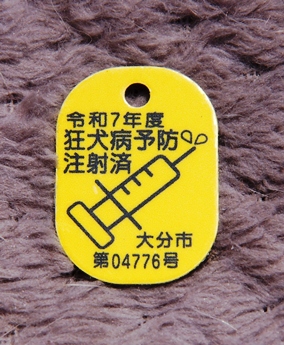 令和7年度
狂犬病予防
注射済
大分市
第04776号